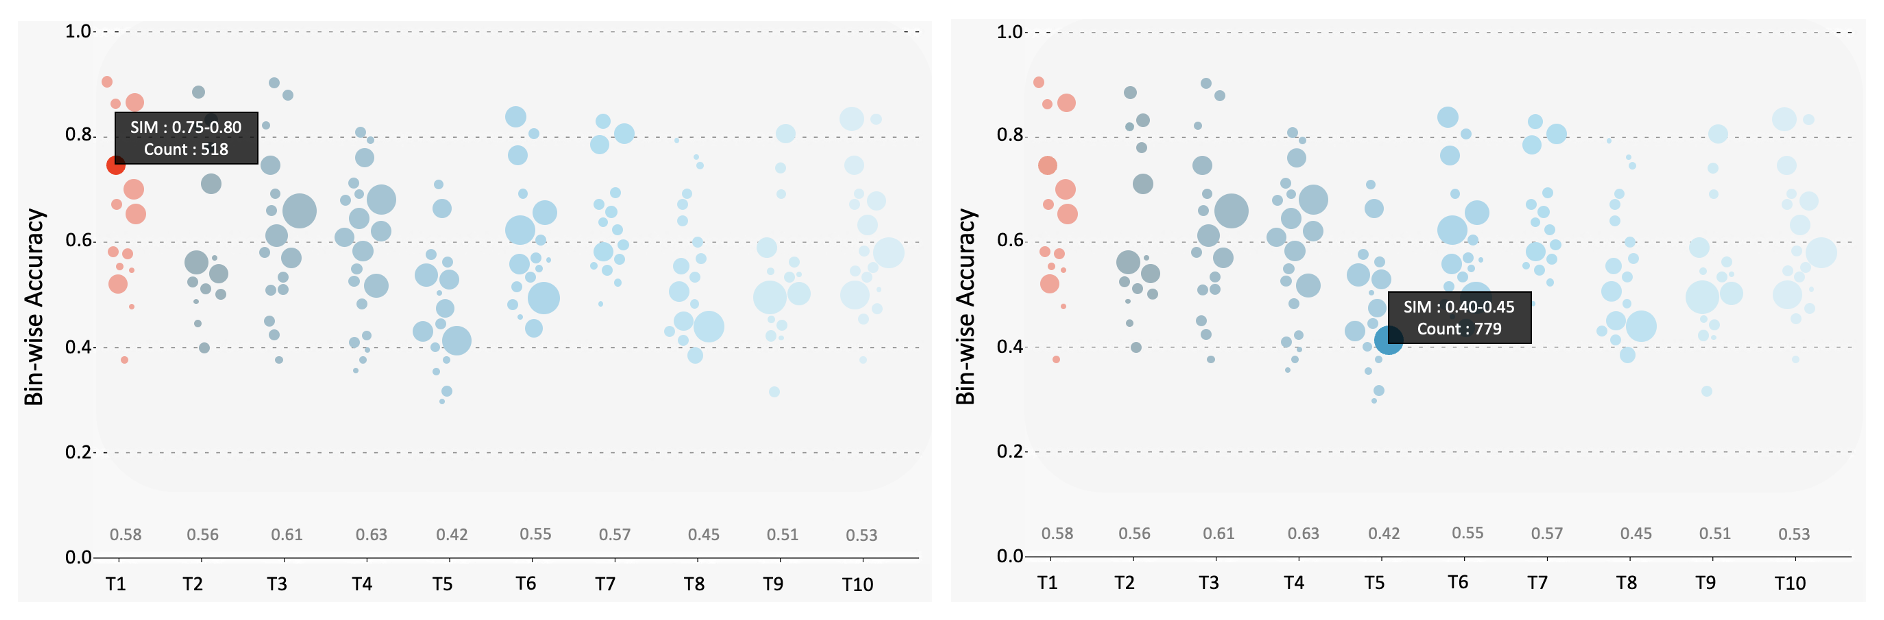 1.0
0.8
0.6
0.4
0.2
0.0
Bin-wise Accuracy
SIM : 0.75-0.80
Count : 518
0.58 0.56 0.61 0.63 0.42 0.55 0.57 0.45 0.51 0.53
T1 T2 T3 T4 T5 T6 T7 T8 T9 T10
1.0
0.8
0.6
0.4
0.2
0.0
Bin-wise Accuracy
SIM : 0.40-0.45
Count : 779
0.58 0.56 0.61 0.63 0.42 0.55 0.57 0.45 0.51 0.53
T1 T2 T3 T4 T5 T6 T7 T8 T9 T10